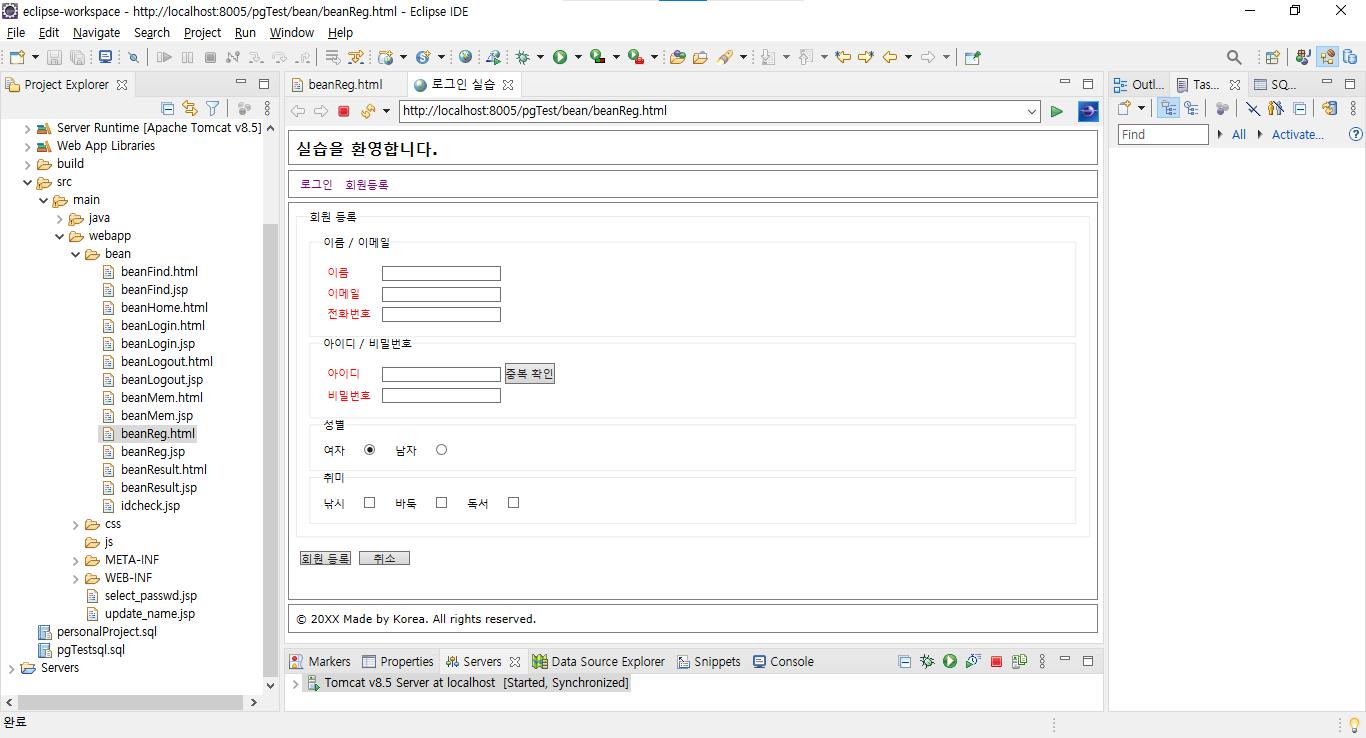 eclipse-workspace - http://localhost:8005/pgTest/bean/beanReg.html - Eclipse IDE
File Edit Navigate Search Project Run Window Help
Project Explorer
Server Runtime [Apache Tomcat v8.5]
Web App Libraries
build
src
main
java
webapp
bean
beanFind.html
beanFind.jsp
beanHome.html
beanLogin.html
beanLogin.jsp
beanLogout.html
beanLogout.jsp
beanMem.html
beanMem.jsp
beanReg.html
beanReg.jsp
beanResult.html
beanResult.jsp
idcheck.jsp
css
js
META-INF
WEB-INF
select_passwd.jsp
update_name.jsp
personalProject.sql
pgTestsql.sql
Servers
beanReg.html 로그인 실습
http://localhost:8005/pgTest/bean/beanReg.html
실습을 환영합니다.
로그인 회원등록
회원 등록
이름 / 이메일
이름
이메일
전화번호
아이디 / 비밀번호
아이디 중복 확인
비밀번호
성별
여자 남자
취미
낚시 바둑 독서
회원 등록 취소
© 20XX Made by Korea. All rights reserved.
Markers Properties Servers Data Source Explorer Snippets Console
Tomcat v8.5 Server at localhost [Started, Synchronized]
Outl... Tas... SQ...
Find All Activate...
완료